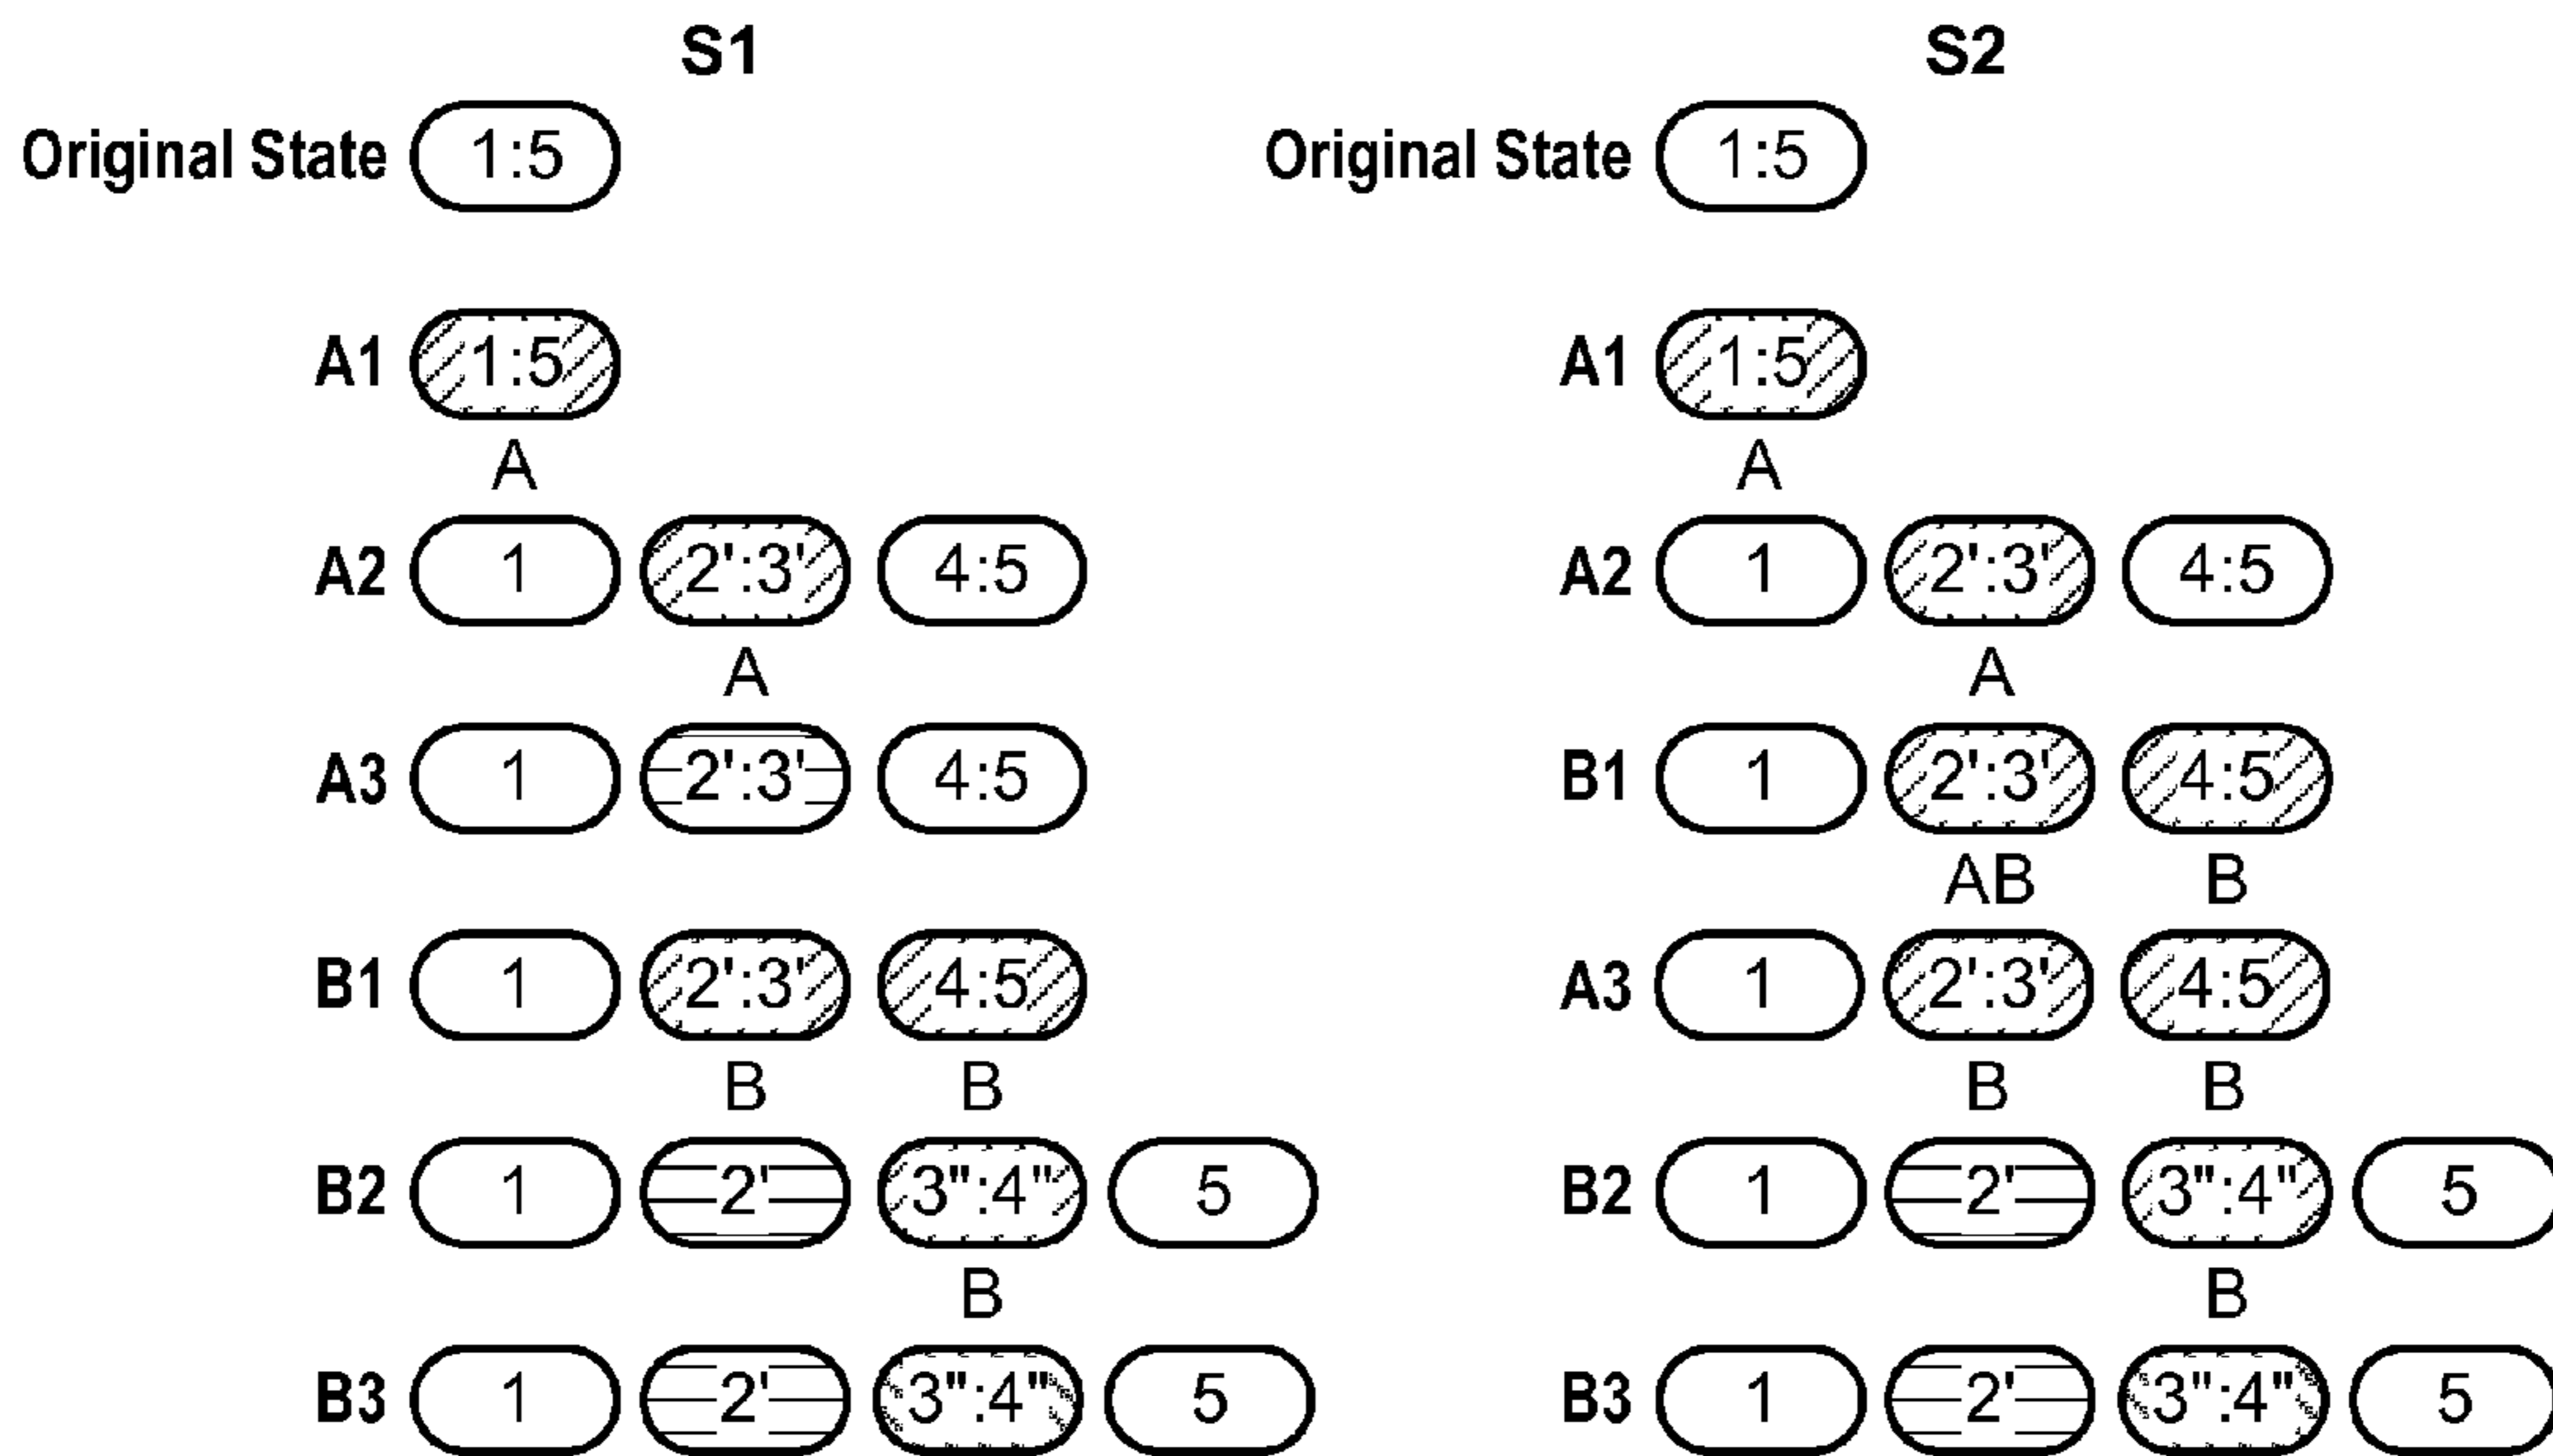 S1 S2
Original State 1:5 Original State 1:5
A1 1:5 A1 1:5
A A
A2 1 2':3' 4:5 A2 1 2':3' 4:5
A A
A3 1 2':3' 4:5 B1 1 2':3' 4:5
AB B
B1 1 2':3' 4:5 A3 1 2':3' 4:5
B B B B
B2 1 2' 3":4" 5 B2 1 2' 3":4" 5
B B
B3 1 2' 3":4" 5 B3 1 2' 3":4" 5